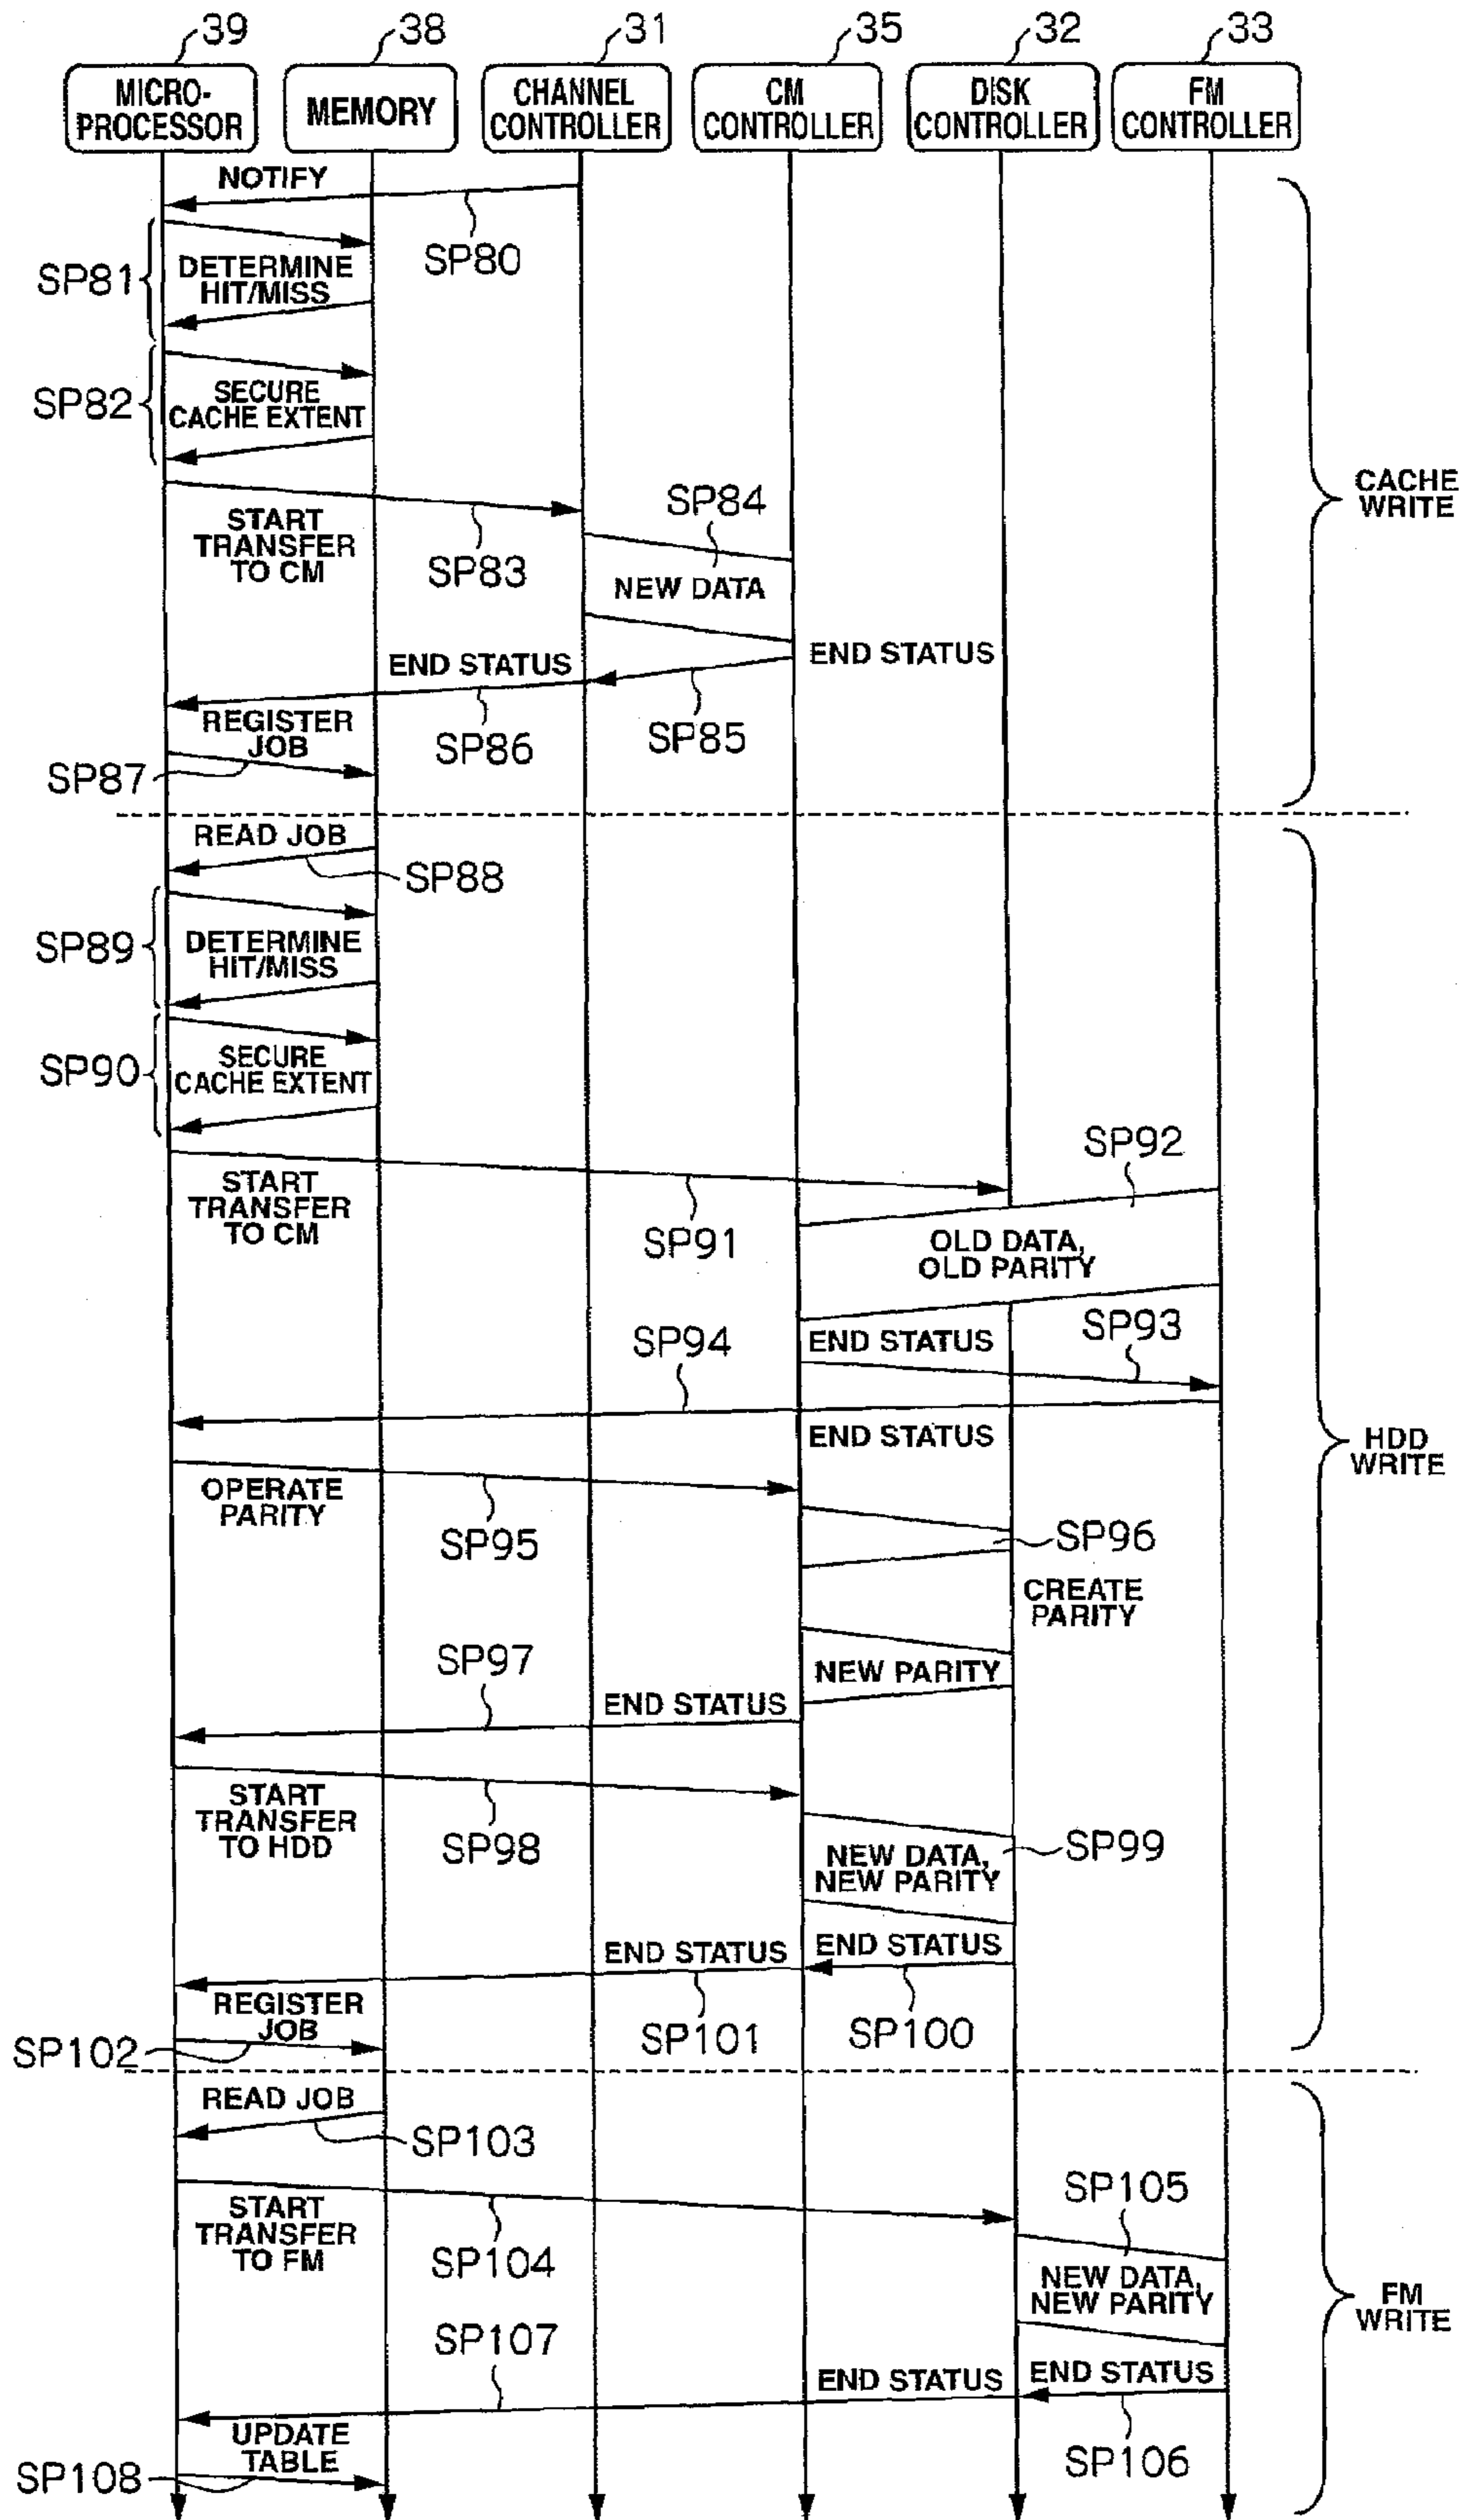 39
38
31
35
32
33
MICRO-
PROCESSOR
MEMORY
CHANNEL
CONTROLLER
CM
CONTROLLER
DISK
CONTROLLER
FM
CONTROLLER
NOTIFY
SP80
SP81
DETERMINE
HIT/MISS
SP82
SECURE
CACHE EXTENT
CACHE
WRITE
SP84
START
TRANSFER
TO CM
SP83
NEW DATA
END STATUS
END STATUS
REGISTER
JOB
SP86
SP85
SP87
READ JOB
SP88
SP89
DETERMINE
HIT/MISS
SP90
SECURE
CACHE EXTENT
SP92
START
TRANSFER
TO CM
SP91
OLD DATA,
OLD PARITY
SP94
END STATUS
SP93
END STATUS
HDD
WRITE
OPERATE
PARITY
SP95
SP96
CREATE
PARITY
SP97
NEW PARITY
END STATUS
START
TRANSFER
TO HDD
SP98
SP99
NEW DATA,
NEW PARITY
END STATUS
END STATUS
REGISTER
JOB
SP101
SP100
SP102
READ JOB
SP103
SP105
START
TRANSFER
TO FM
SP104
NEW DATA,
NEW PARITY
FM
WRITE
SP107
END STATUS
END STATUS
UPDATE
TABLE
SP106
SP108